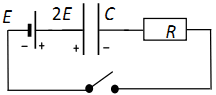 E 2E C
- + + -
R